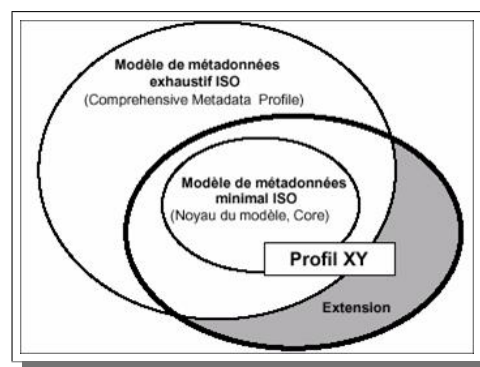 Modèle de métadonnées
exhaustif ISO
(Comprehensive Metadata Profile)
Modèle de métadonnées
minimal ISO
(Noyau du modèle, Core)
Profil XY
Extension